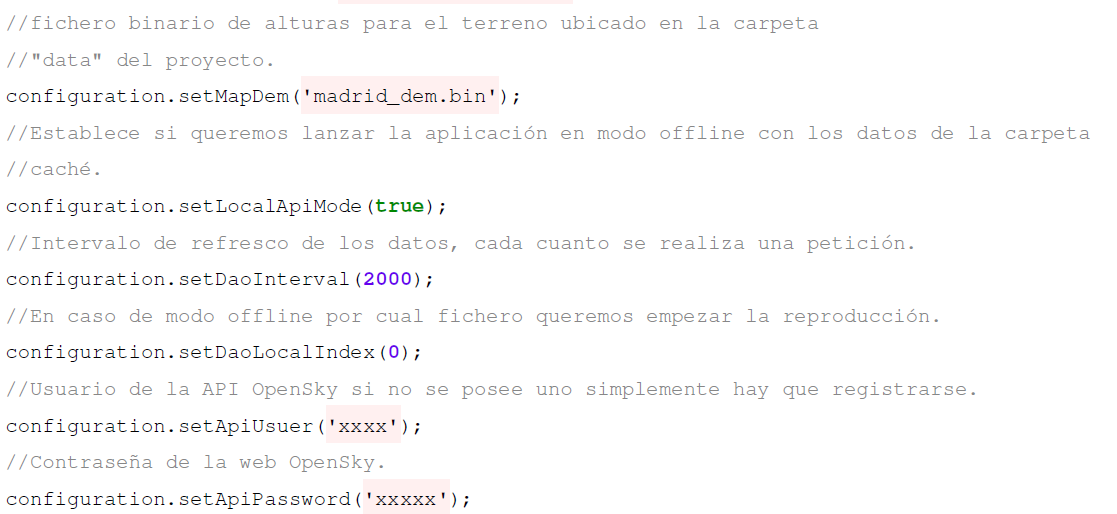 //fichero binario de alturas para el terreno ubicado en la carpeta
//"data" del proyecto.
configuration.setMapDem('madrid_dem.bin');
//Establece si queremos lanzar la aplicación en modo offline con los datos de la carpeta
//caché.
configuration.setLocalApiMode(true);
//Intervalo de refresco de los datos, cada cuanto se realiza una petición.
configuration.setDaoInterval(2000);
//En caso de modo offline por cual fichero queremos empezar la reproducción.
configuration.setDaoLocalIndex(0);
//Usuario de la API OpenSky si no se posee uno simplemente hay que registrarse.
configuration.setApiUsuer('xxxx');
//Contraseña de la web OpenSky.
configuration.setApiPassword('xxxxx');